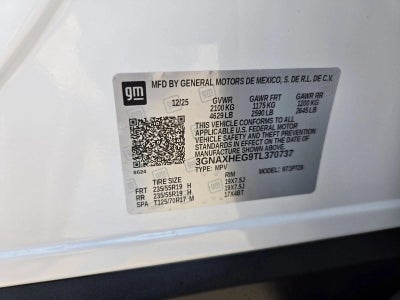 gm
MFD BY GENERAL MOTORS DE MEXICO, S. DE R.L. DE C.V.
12/25 GVWR GAWR FRT GAWR RR
2100 KG 1175 KG 1200 KG
4629 LB 2590 LB 2645 LB
THIS VEHICLE CONFORMS TO ALL
APPLICABLE U.S. FEDERAL MOTOR
VEHICLE SAFETY AND THEFT PREVENTION
STANDARDS IN EFFECT ON THE DATE OF
MANUFACTURE SHOWN ABOVE.
3GNAXHEG9TL370737
TYPE: MPV MODEL: 971PT26
6624
TIRE SIZE RIM
FRT 235/55R19 H 19X7.5J
RR 235/55R19 H 19X7.5J
SPA T125/70R17 M 17X4BT